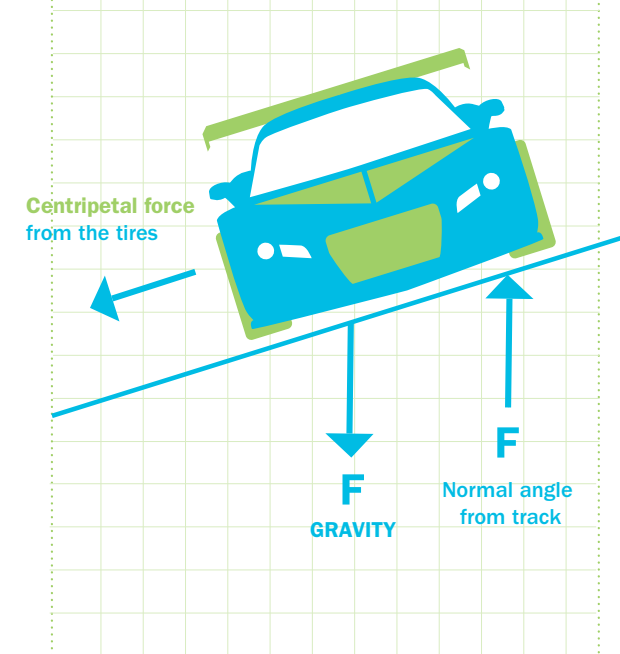 Centripetal force
from the tires
F
GRAVITY
F
Normal angle
from track